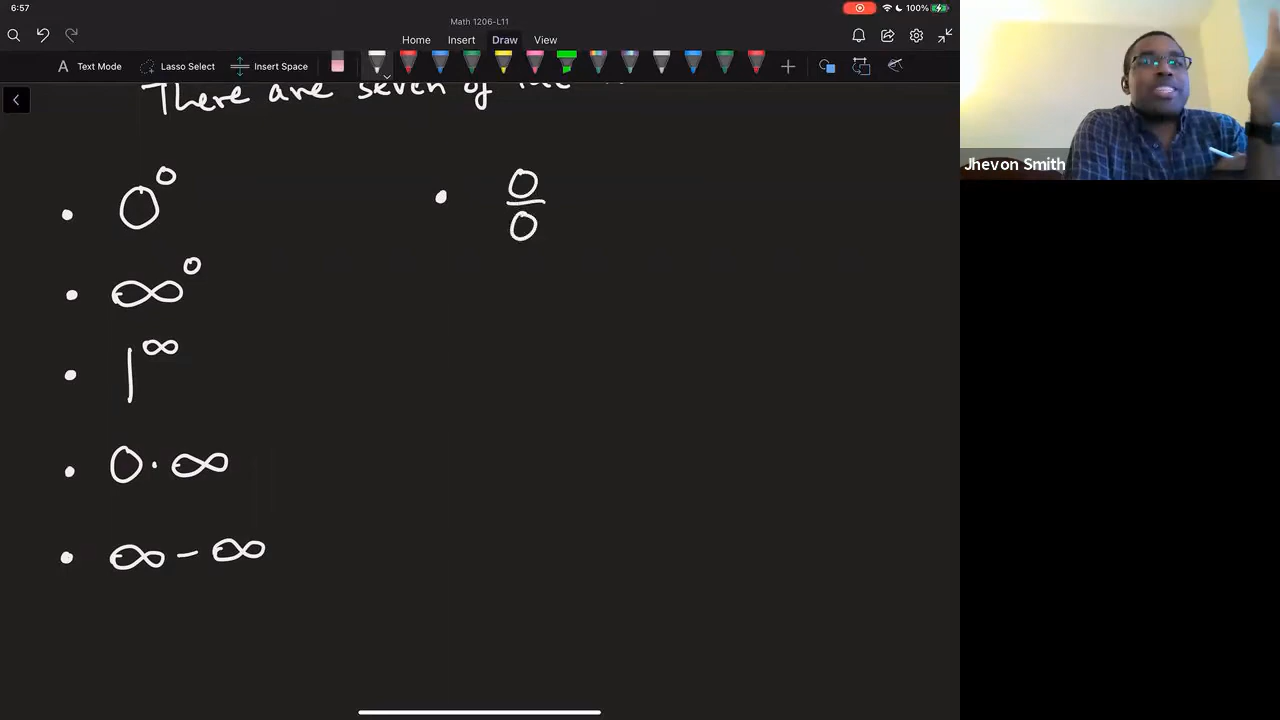 6:57
100%
Math 1206-L11
Home Insert Draw View
Text Mode Lasso Select Insert Space
Jhevon Smith
There are seven of
• 0⁰
• ∞⁰
• 1^∞
• 0 · ∞
• ∞ - ∞
• 0/0